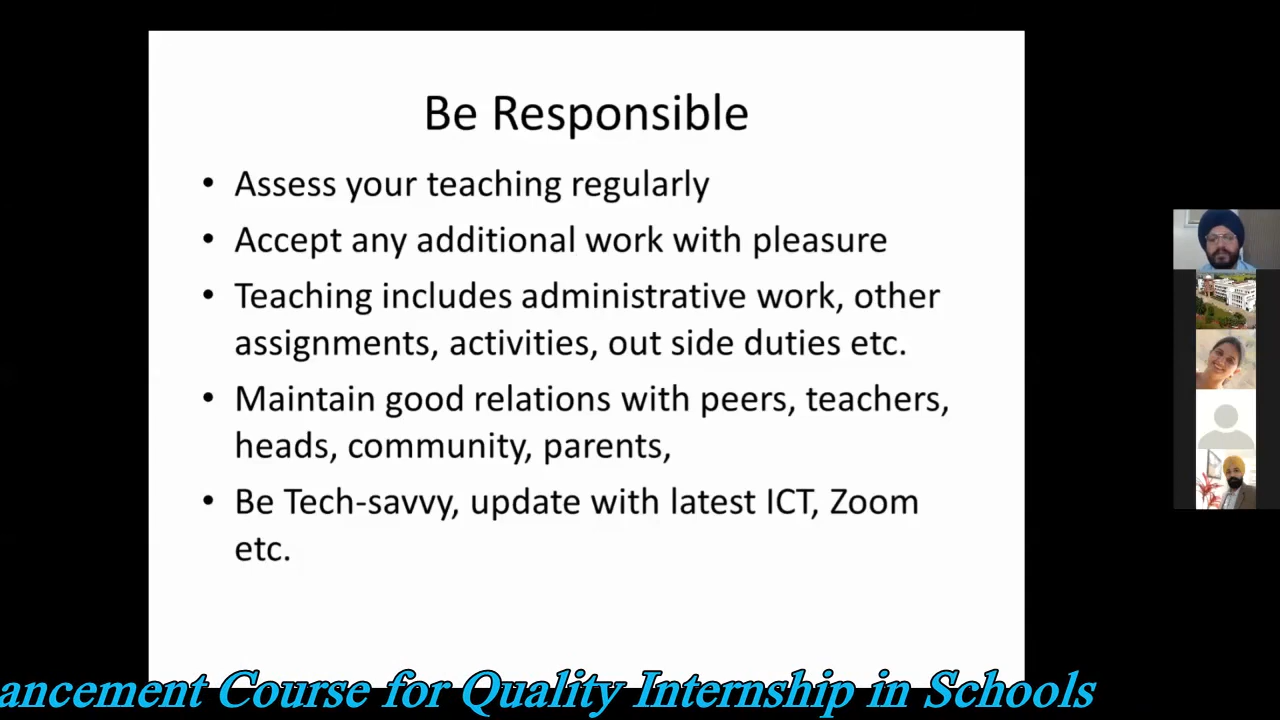 Be Responsible
• Assess your teaching regularly
• Accept any additional work with pleasure
• Teaching includes administrative work, other
assignments, activities, out side duties etc.
• Maintain good relations with peers, teachers,
heads, community, parents,
• Be Tech-savvy, update with latest ICT, Zoom
etc.
ancement Course for Quality Internship in Schools